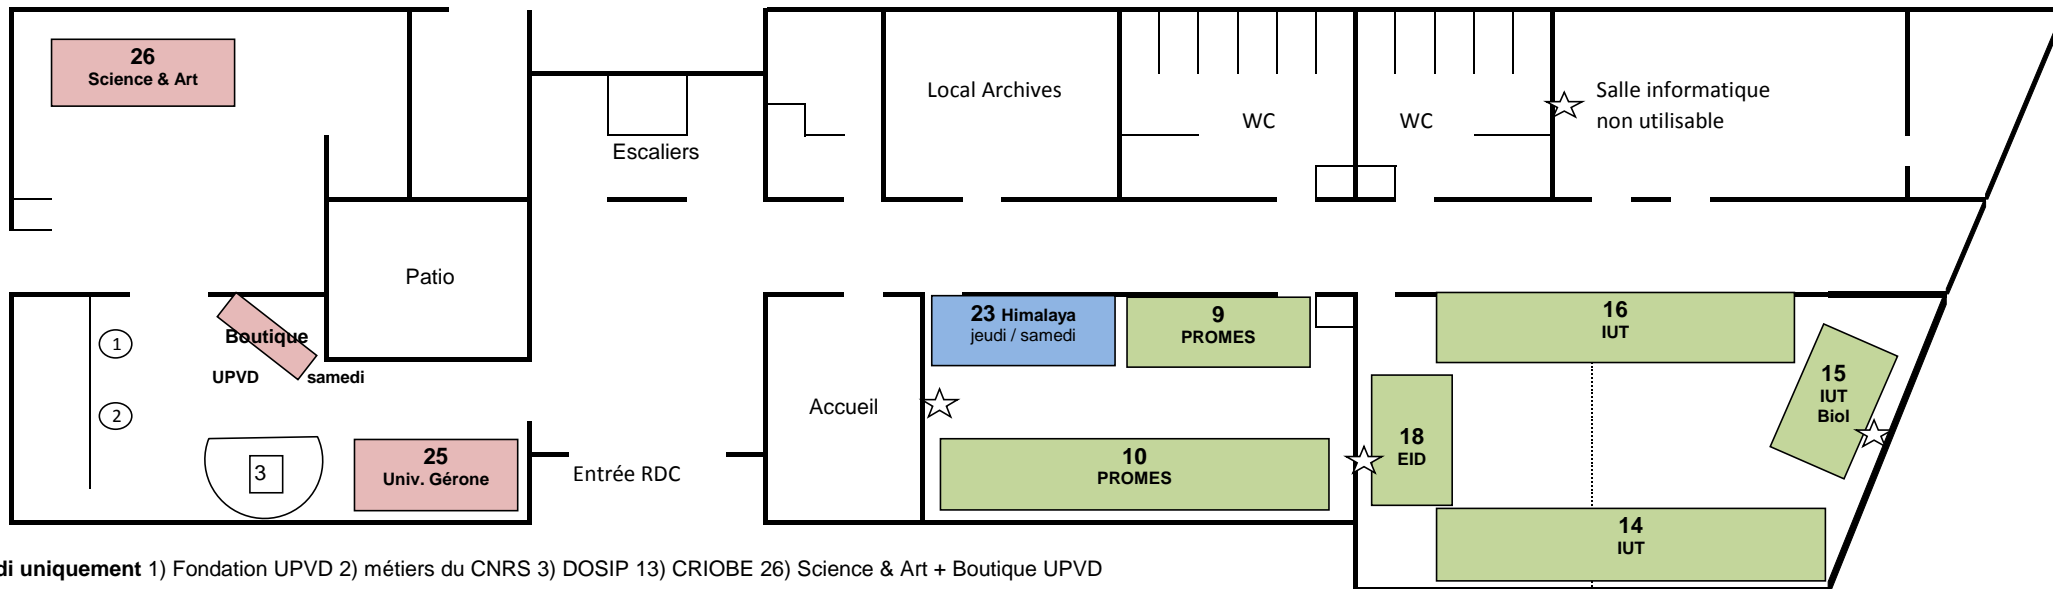 26
Science & Art
Local Archives
WC
WC
Salle informatique
non utilisable
Escaliers
Patio
1
Boutique
UPVD samedi
2
3
25
Univ. Gérone
Entrée RDC
Accueil
23 Himalaya
jeudi / samedi
9
PROMES
10
PROMES
16
IUT
15
IUT
Biol
18
EID
14
IUT
di uniquement 1) Fondation UPVD 2) métiers du CNRS 3) DOSIP 13) CRIOBE 26) Science & Art + Boutique UPVD